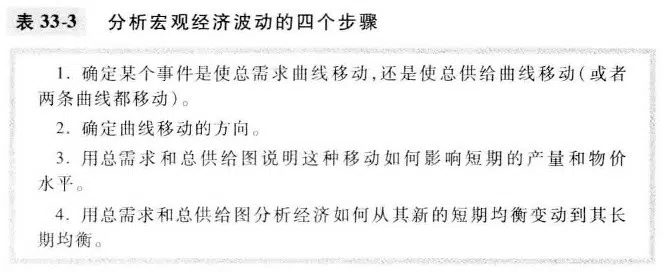 表 33-3 分析宏观经济波动的四个步骤
1. 确定某个事件是使总需求曲线移动,还是使总供给曲线移动(或者
两条曲线都移动)。
2. 确定曲线移动的方向。
3. 用总需求和总供给图说明这种移动如何影响短期的产量和物价
水平。
4. 用总需求和总供给图分析经济如何从其新的短期均衡变动到其长
期均衡。